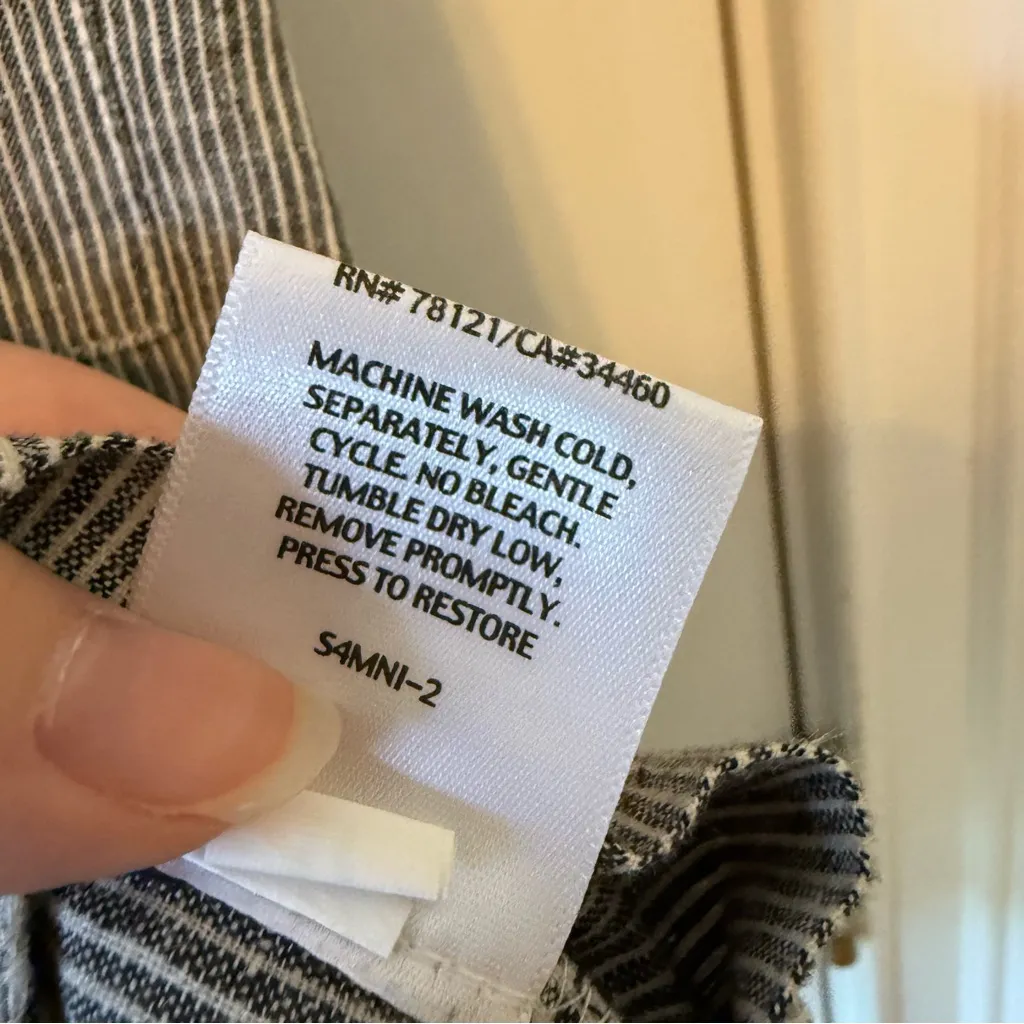 RN# 78121/CA#34460
MACHINE WASH COLD,
SEPARATELY, GENTLE
CYCLE. NO BLEACH.
TUMBLE DRY LOW,
REMOVE PROMPTLY.
PRESS TO RESTORE
S4MNI-2